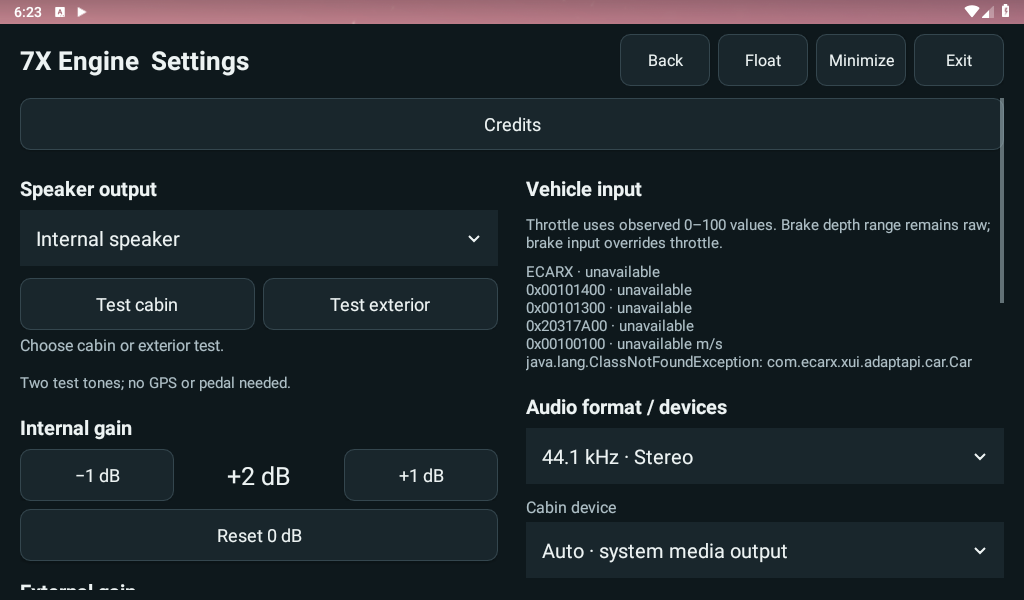 6:23
7X Engine Settings
Back
Float
Minimize
Exit
Credits
Speaker output
Internal speaker
Test cabin
Test exterior
Choose cabin or exterior test.
Two test tones; no GPS or pedal needed.
Internal gain
−1 dB
+2 dB
+1 dB
Reset 0 dB
External gain
Vehicle input
Throttle uses observed 0–100 values. Brake depth range remains raw;
brake input overrides throttle.
ECARX · unavailable
0x00101400 · unavailable
0x00101300 · unavailable
0x20317A00 · unavailable
0x00100100 · unavailable m/s
java.lang.ClassNotFoundException: com.ecarx.xui.adaptapi.car.Car
Audio format / devices
44.1 kHz · Stereo
Cabin device
Auto · system media output